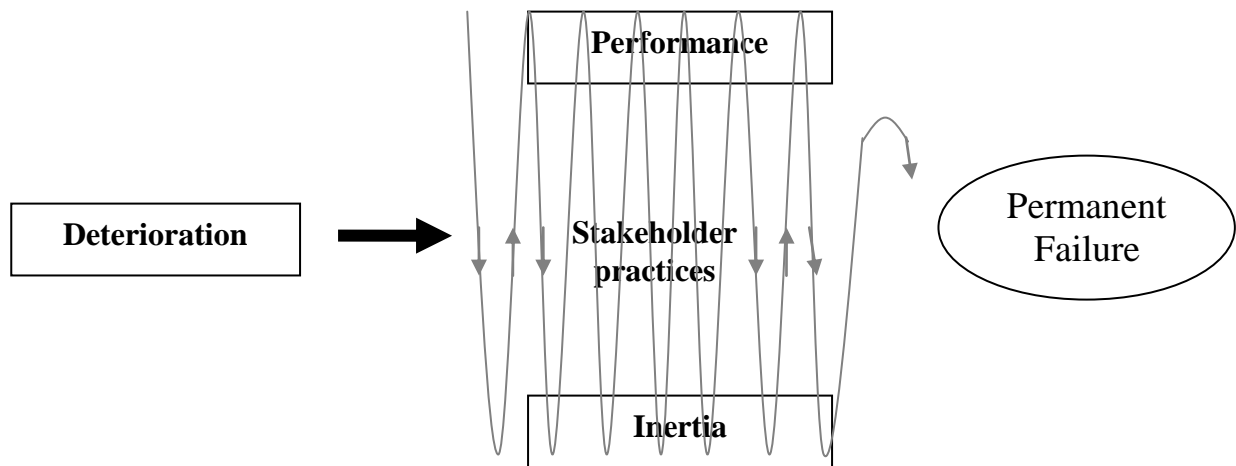 Performance
Deterioration
Stakeholder
practices
Permanent
Failure
Inertia